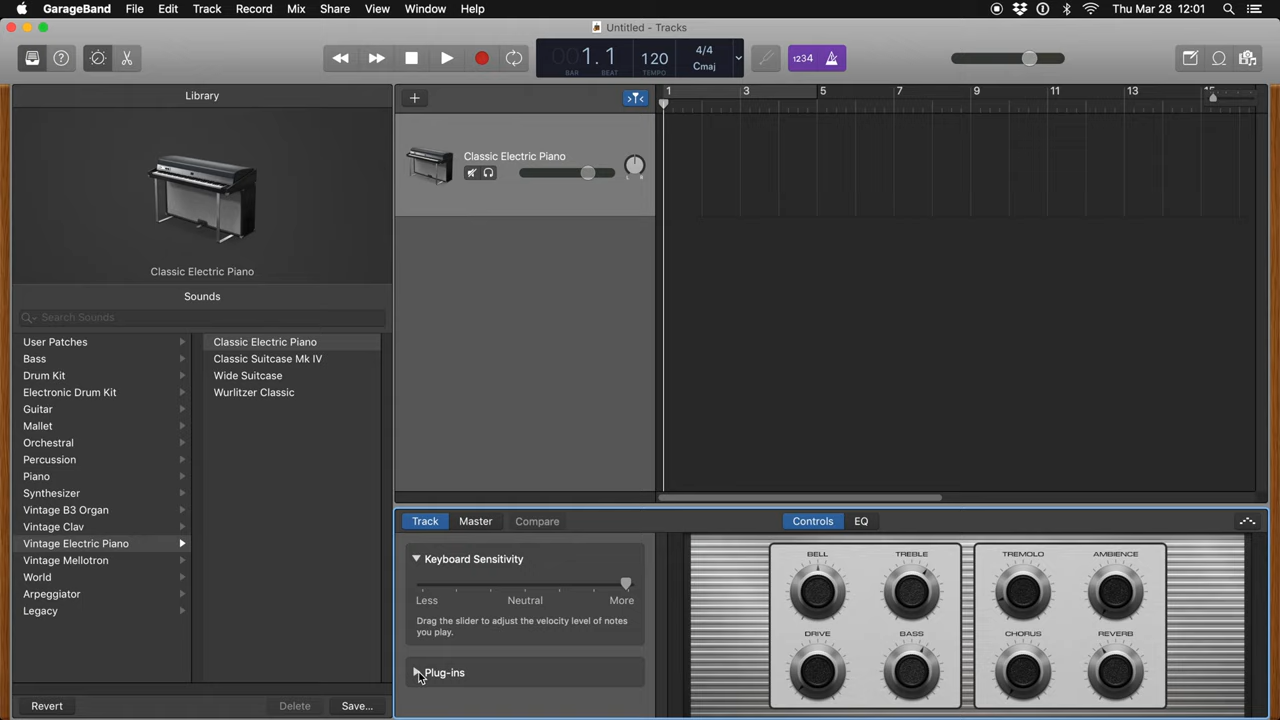 GarageBand File Edit Track Record Mix Share View Window Help Thu Mar 28 12:01
Untitled - Tracks
001.1 120 4/4 Cmaj 1234
BAR BEAT TEMPO
Library
1 3 5 7 9 11 13 15
Classic Electric Piano
L R
Classic Electric Piano
Sounds
Search Sounds
User Patches
Bass
Drum Kit
Electronic Drum Kit
Guitar
Mallet
Orchestral
Percussion
Piano
Synthesizer
Vintage B3 Organ
Vintage Clav
Vintage Electric Piano
Vintage Mellotron
World
Arpeggiator
Legacy
Classic Electric Piano
Classic Suitcase Mk IV
Wide Suitcase
Wurlitzer Classic
Revert Delete Save...
Track Master Compare Controls EQ
Keyboard Sensitivity
Less Neutral More
Drag the slider to adjust the velocity level of notes
you play.
Plug-ins
BELL TREBLE TREMOLO AMBIENCE
DRIVE BASS CHORUS REVERB